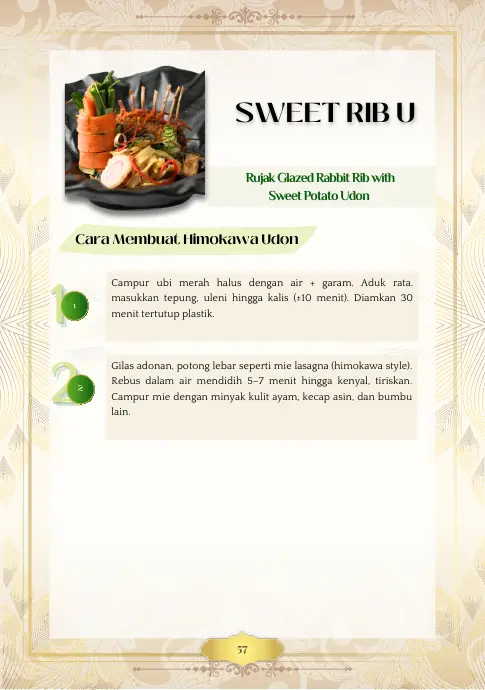 SWEET RIB U
Rujak Glazed Rabbit Rib with
Sweet Potato Udon
Cara Membuat Himokawa Udon
1
1
Campur ubi merah halus dengan air + garam. Aduk rata.
masukkan tepung, uleni hingga kalis (±10 menit). Diamkan 30
menit tertutup plastik.
2
2
Gilas adonan, potong lebar seperti mie lasagna (himokawa style).
Rebus dalam air mendidih 5–7 menit hingga kenyal, tiriskan.
Campur mie dengan minyak kulit ayam, kecap asin, dan bumbu
lain.
57